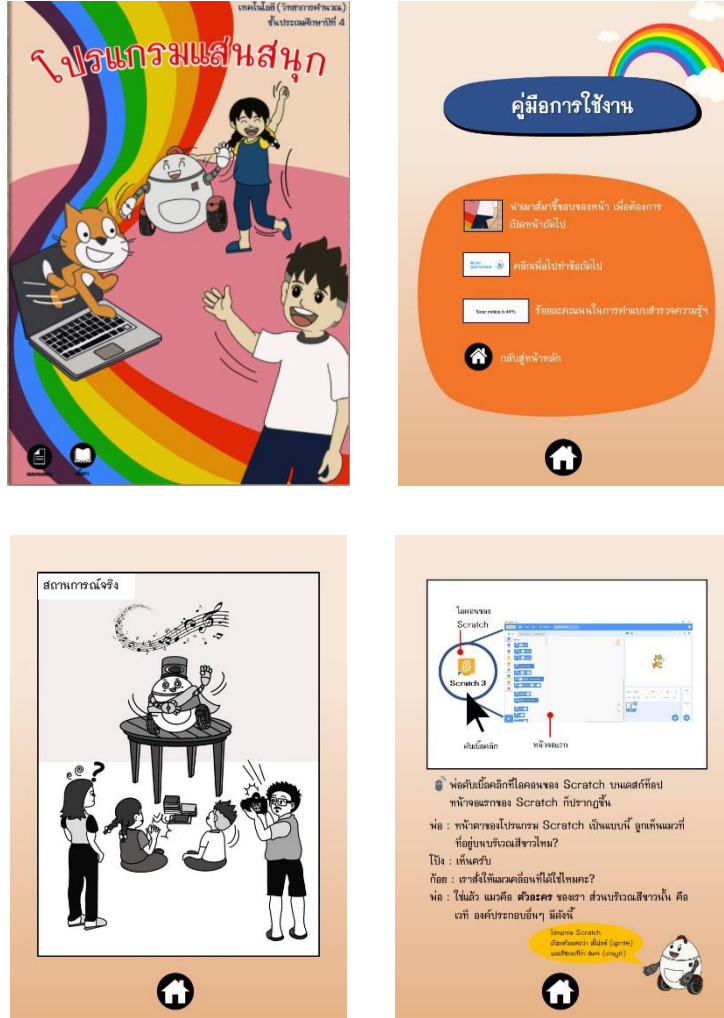 เทคโนโลยี (วิทยาการคำนวณ)
ชั้นประถมศึกษาปีที่ 4
โปรแกรมแสนสนุก
คู่มือการใช้งาน
นำเมาส์มาชี้ขอบของหน้า เพื่อต้องการ
เปิดหน้าถัดไป
คลิกเพื่อไปทำข้อถัดไป
ร้อยละคะแนนในการทำแบบสำรวจความรู้ฯ
กลับสู่หน้าหลัก
สถานการณ์จริง
ไอคอนของ
Scratch
Scratch 3
ดับเบิ้ลคลิก
หน้าจอแรก
พ่อดับเบิ้ลคลิกที่ไอคอนของ Scratch บนเดสก์ท็อป
หน้าจอแรกของ Scratch ก็ปรากฏขึ้น
พ่อ : หน้าตาของโปรแกรม Scratch เป็นแบบนี้ ลูกเห็นแมวที่
ที่อยู่บนบริเวณสีขาวไหม?
โป้ง : เห็นครับ
ก้อย : เราสั่งให้แมวเคลื่อนที่ได้ใช่ไหมคะ?
พ่อ : ใช่แล้ว แมวคือ ตัวละคร ของเรา ส่วนบริเวณสีขาวนั้น คือ
เวที องค์ประกอบอื่นๆ มีดังนี้
โปรแกรม Scratch
เรียกตัวละครว่า สไปรท์ (sprite)